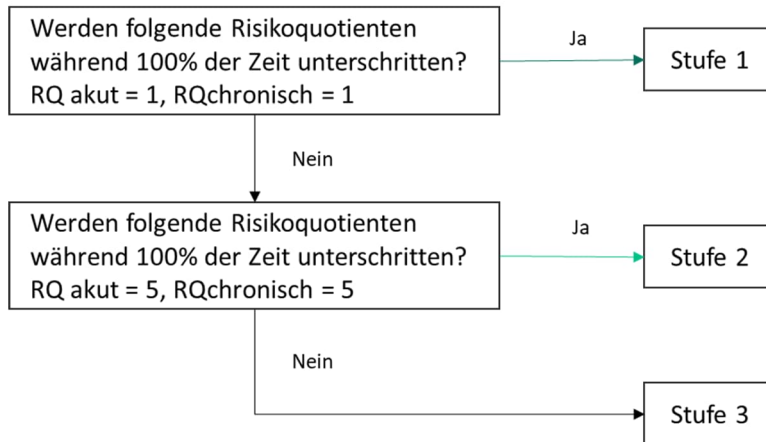 Werden folgende Risikoquotienten
während 100% der Zeit unterschritten?
RQ akut = 1, RQchronisch = 1
Ja
Stufe 1
Nein
Werden folgende Risikoquotienten
während 100% der Zeit unterschritten?
RQ akut = 5, RQchronisch = 5
Ja
Stufe 2
Nein
Stufe 3